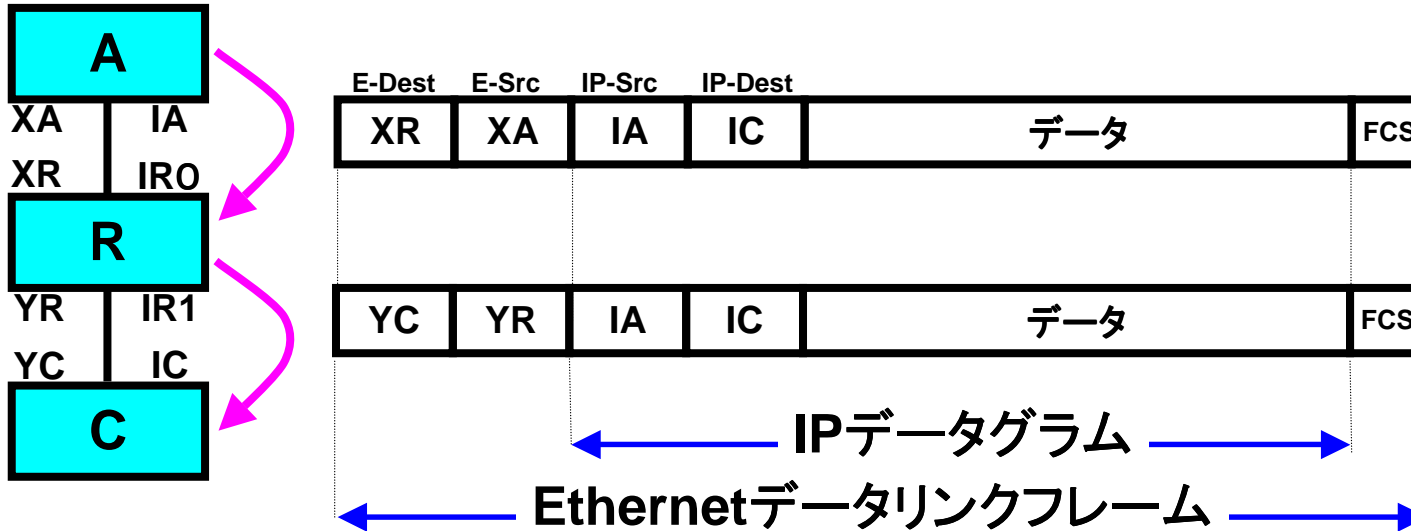 A
XA IA
XR IR0
R
YR IR1
YC IC
C
E-Dest E-Src IP-Src IP-Dest
XR XA IA IC データ FCS
YC YR IA IC データ FCS
IPデータグラム
Ethernetデータリンクフレーム